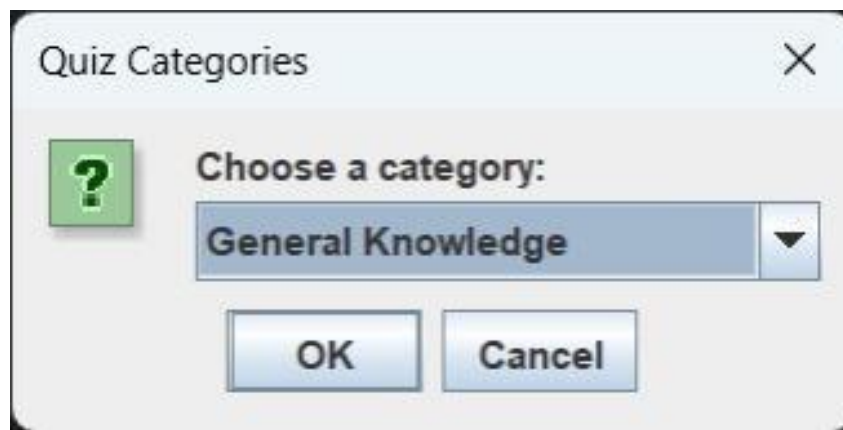 Quiz Categories
?
Choose a category:
General Knowledge
OK Cancel